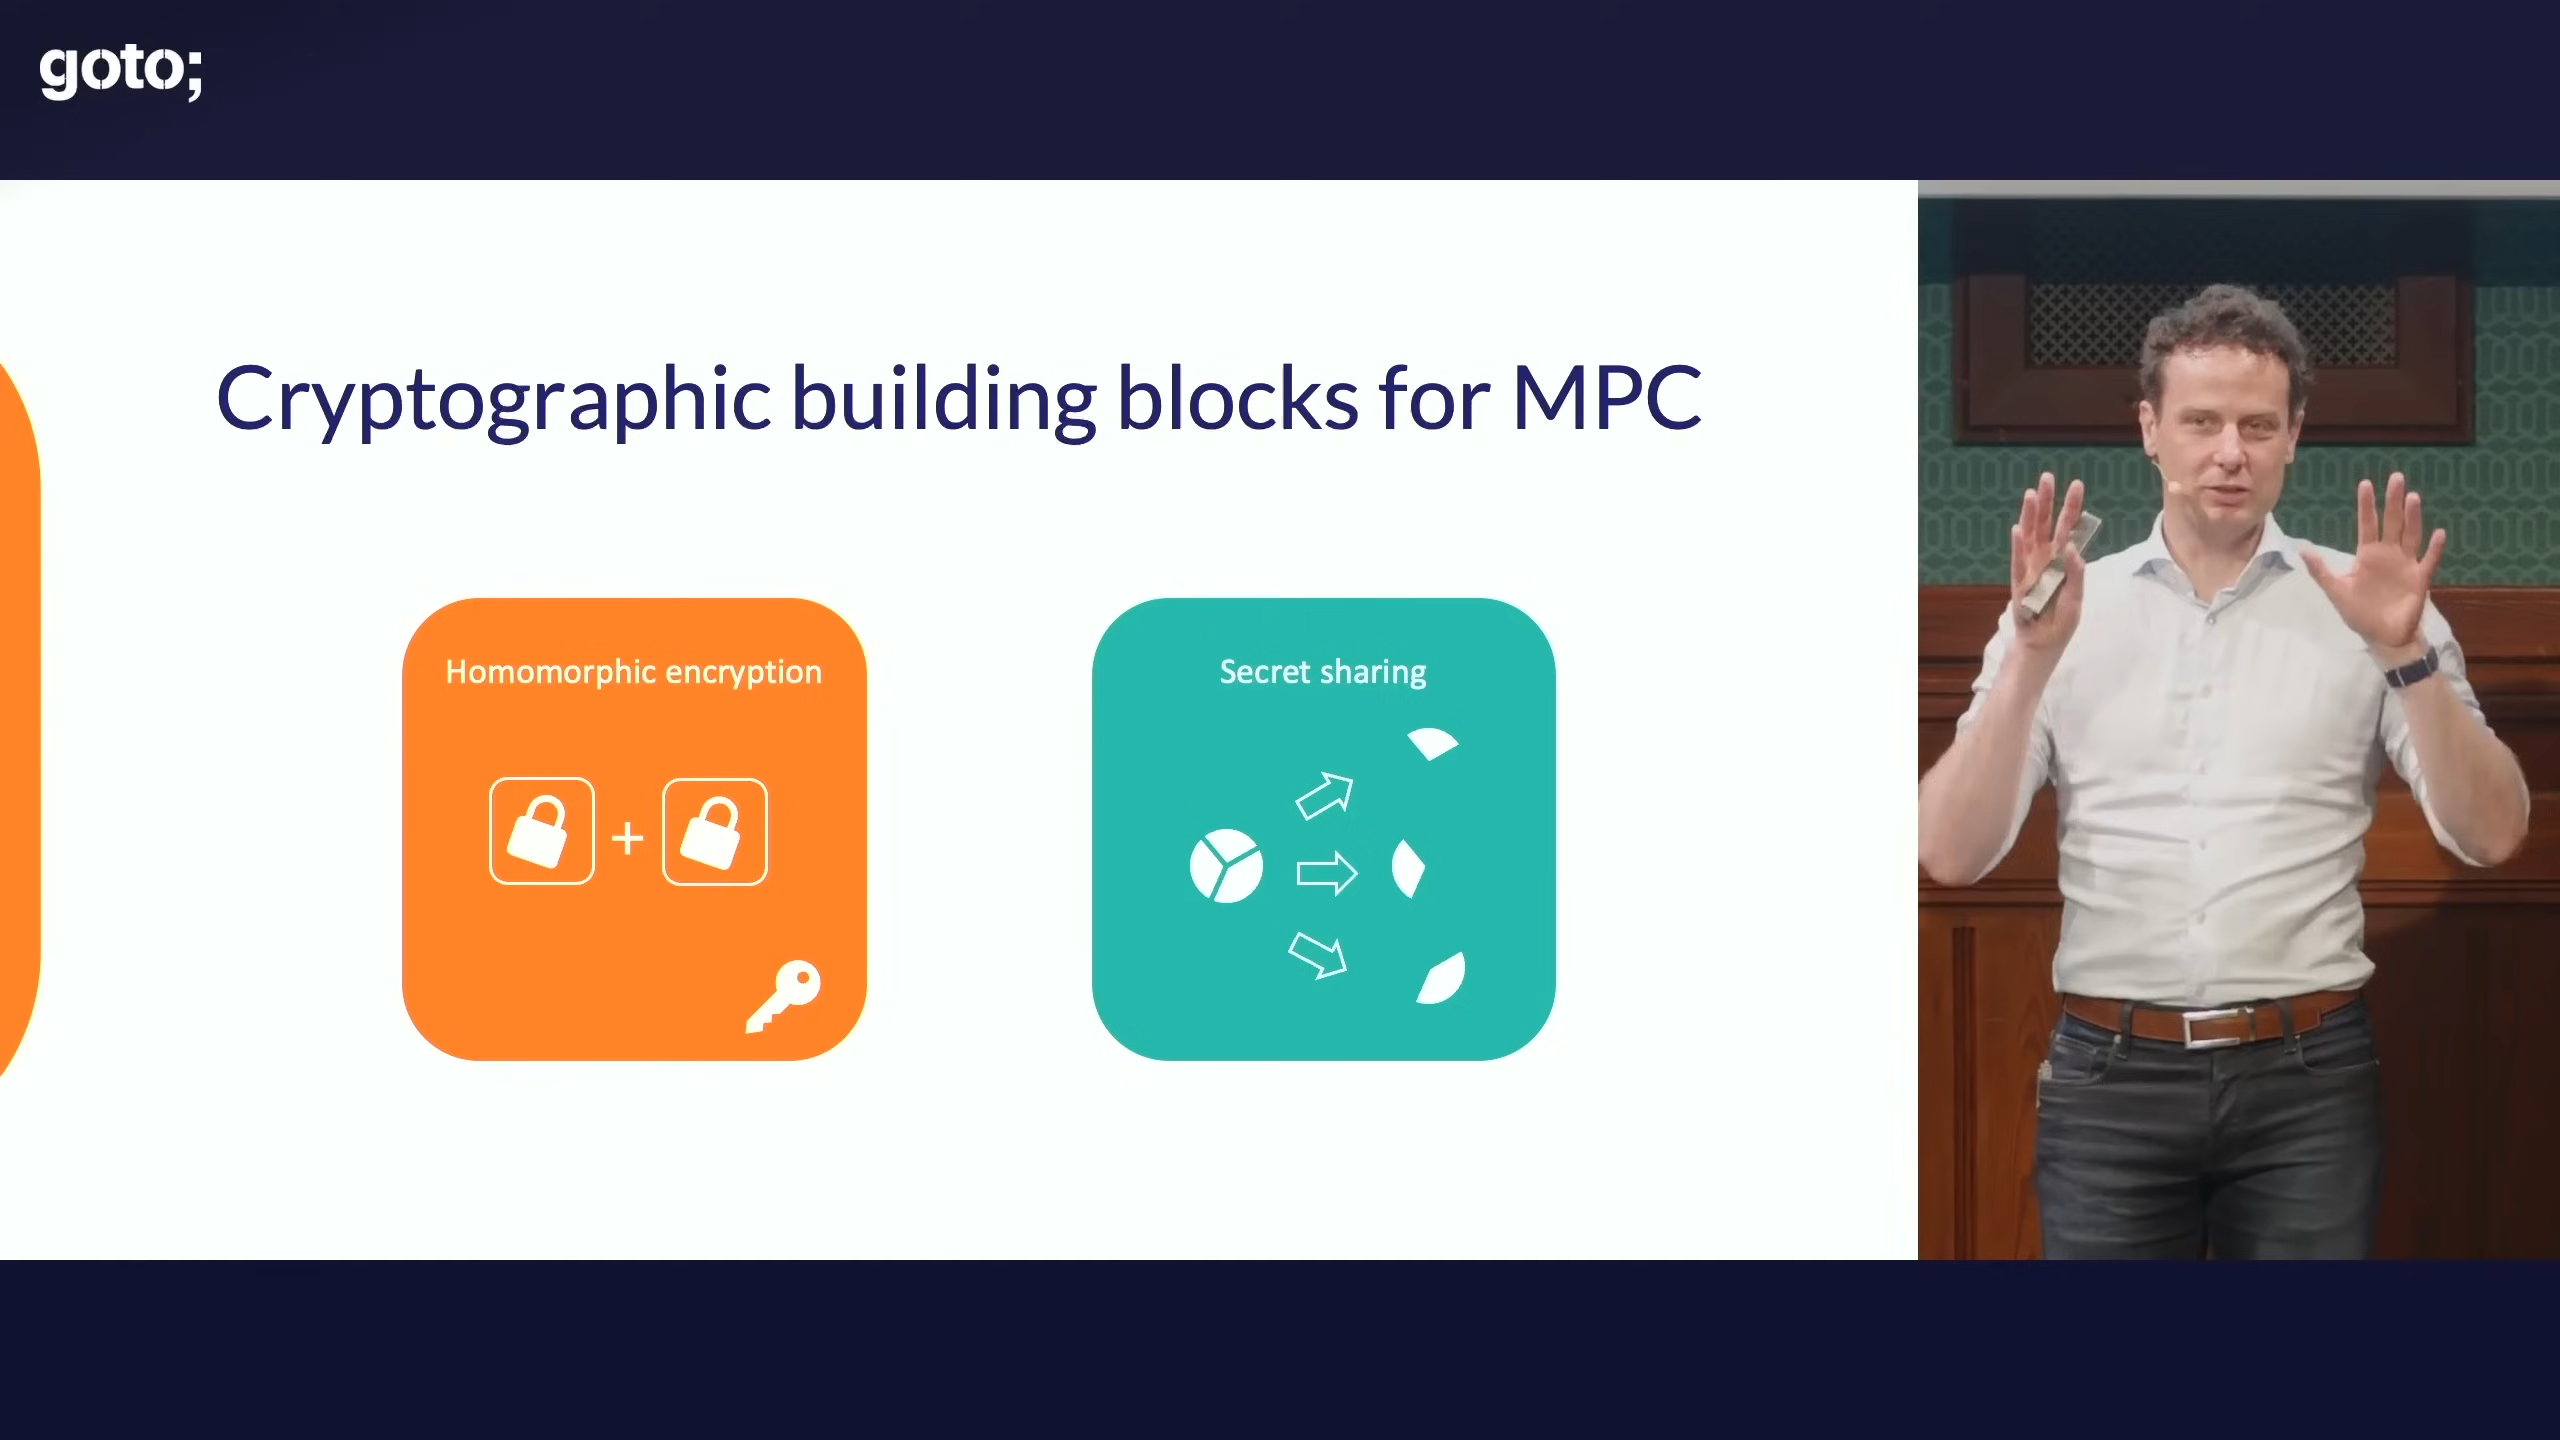 goto;
Cryptographic building blocks for MPC
Homomorphic encryption
+
Secret sharing